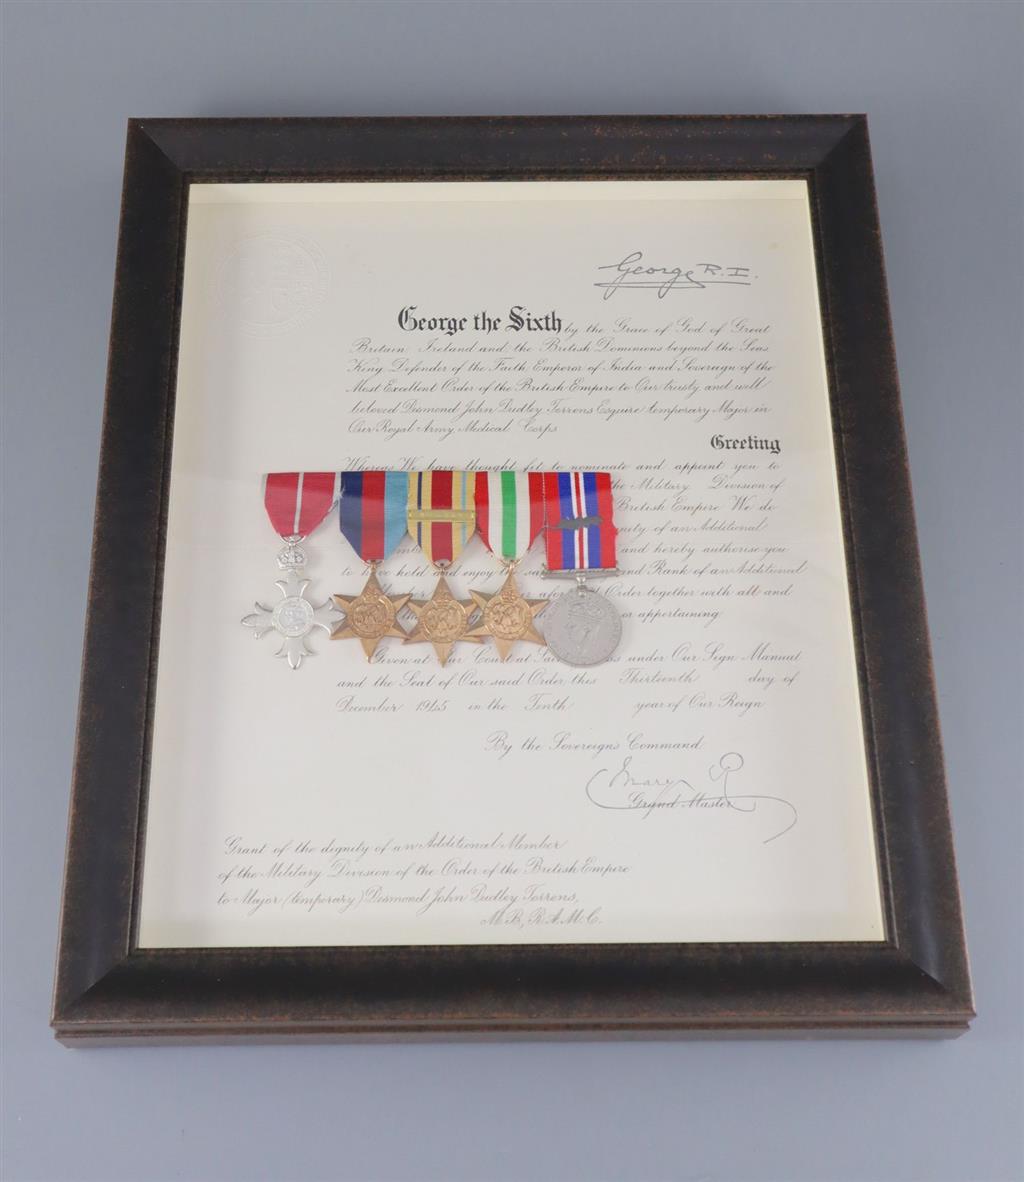 George R.I.
George the Sixth by the Grace of God of Great
Britain Ireland and the British Dominions beyond the Seas
King Defender of the Faith Emperor of India and Sovereign of the
Most Excellent Order of the British Empire to Our trusty and well
beloved Desmond John Dudley Torrens Esquire temporary Major in
Our Royal Army Medical Corps
Greeting
Whereas We have thought fit to nominate and appoint you to
the Military Division of
British Empire We do
of an Additional
and hereby authorise you
to have hold and enjoy the and Rank of an Additional
Order together with all and
appertaining
Given at Our Court at under Our Sign Manual
and the Seal of Our said Order this Thirteenth day of
December 1945 in the Tenth year of Our Reign
By the Sovereign's Command
Mary R
Grand Master
Grant of the dignity of an Additional Member
of the Military Division of the Order of the British Empire
to Major (temporary) Desmond John Dudley Torrens,
M.B., R.A.M.C.